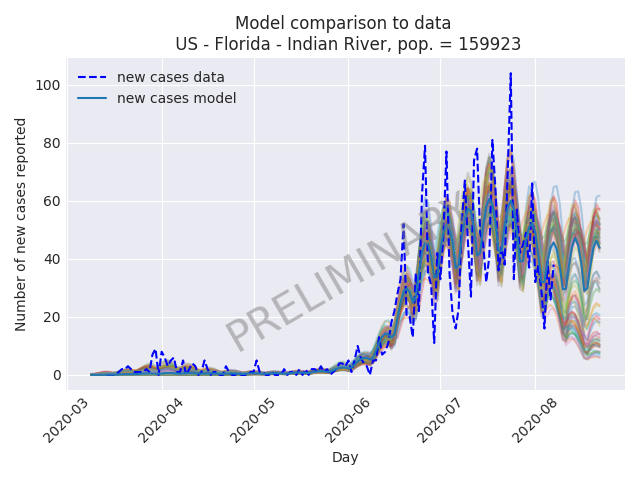 Model comparison to data
US - Florida - Indian River, pop. = 159923
new cases data
new cases model
PRELIMINARY
Number of new cases reported
100
80
60
40
20
0
2020-03
2020-04
2020-05
2020-06
2020-07
2020-08
Day